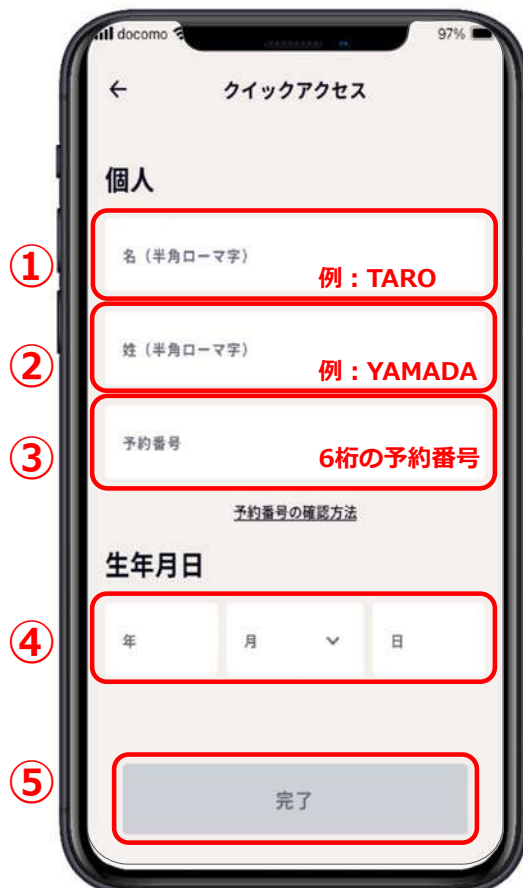 docomo 97%
← クイックアクセス
個人
① 名（半角ローマ字） 例：TARO
② 姓（半角ローマ字） 例：YAMADA
③ 予約番号 6桁の予約番号
予約番号の確認方法
生年月日
④ 年 月 日
⑤ 完了